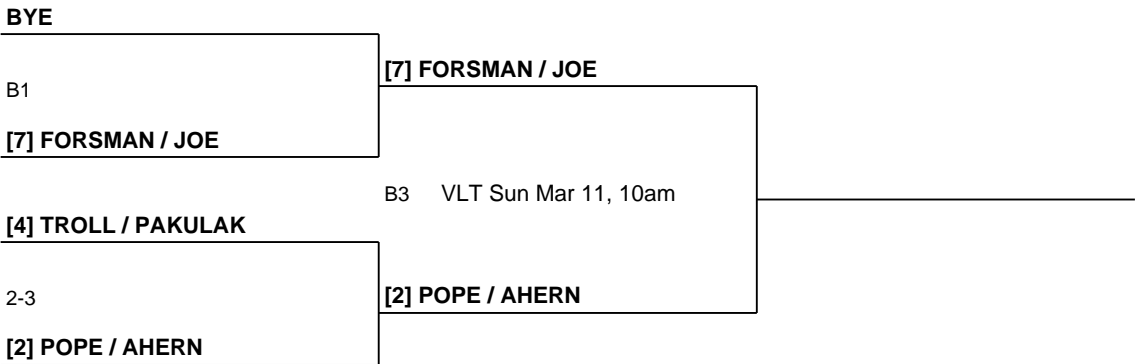 BYE
[7] FORSMAN / JOE
B1
[7] FORSMAN / JOE
B3 VLT Sun Mar 11, 10am
[4] TROLL / PAKULAK
2-3
[2] POPE / AHERN
[2] POPE / AHERN